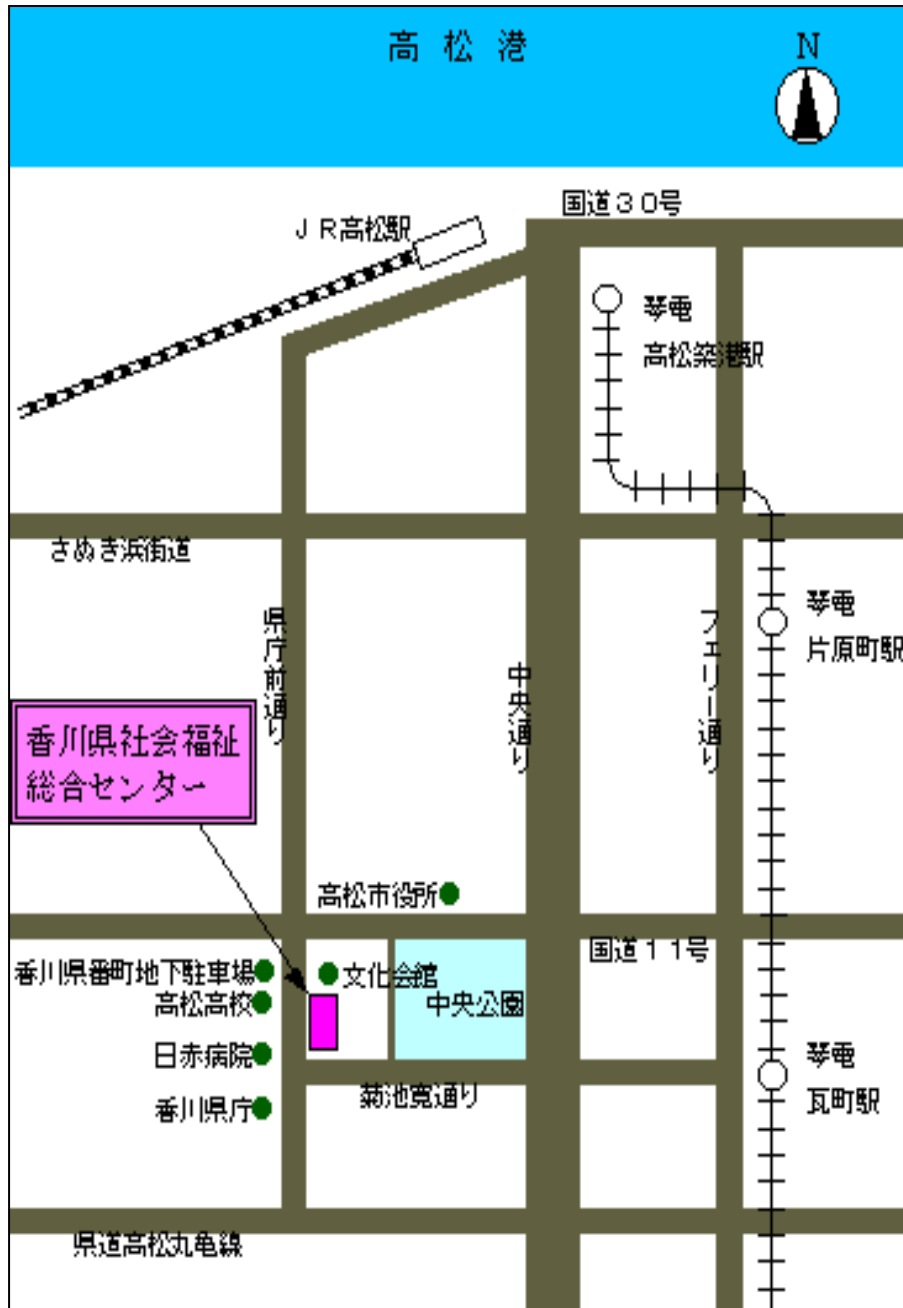 高松港
N
国道30号
JR高松駅
琴電
高松築港駅
さぬき浜街道
琴電
片原町駅
県庁前通り
中央通り
フェリー通り
香川県社会福祉
総合センター
高松市役所
国道11号
香川県番町地下駐車場
文化会館
高松高校
中央公園
日赤病院
琴電
瓦町駅
菊池寛通り
香川県庁
県道高松丸亀線